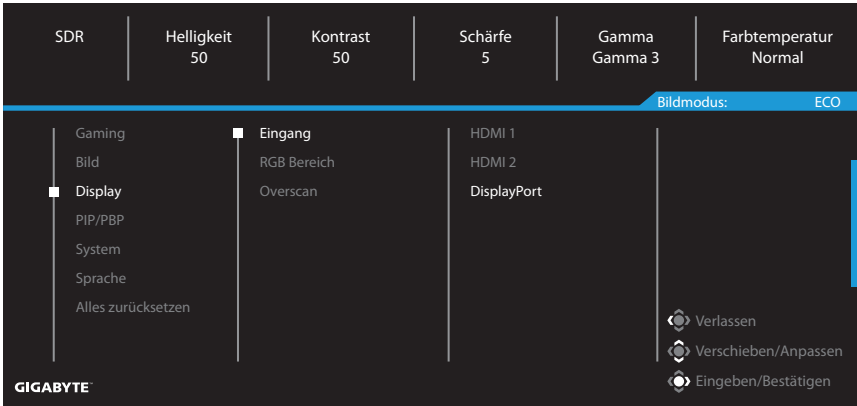 SDR
Helligkeit
50
Kontrast
50
Schärfe
5
Gamma
Gamma 3
Farbtemperatur
Normal
Bildmodus: ECO
Gaming
Bild
Display
PIP/PBP
System
Sprache
Alles zurücksetzen
Eingang
RGB Bereich
Overscan
HDMI 1
HDMI 2
DisplayPort
Verlassen
Verschieben/Anpassen
Eingeben/Bestätigen
GIGABYTE™